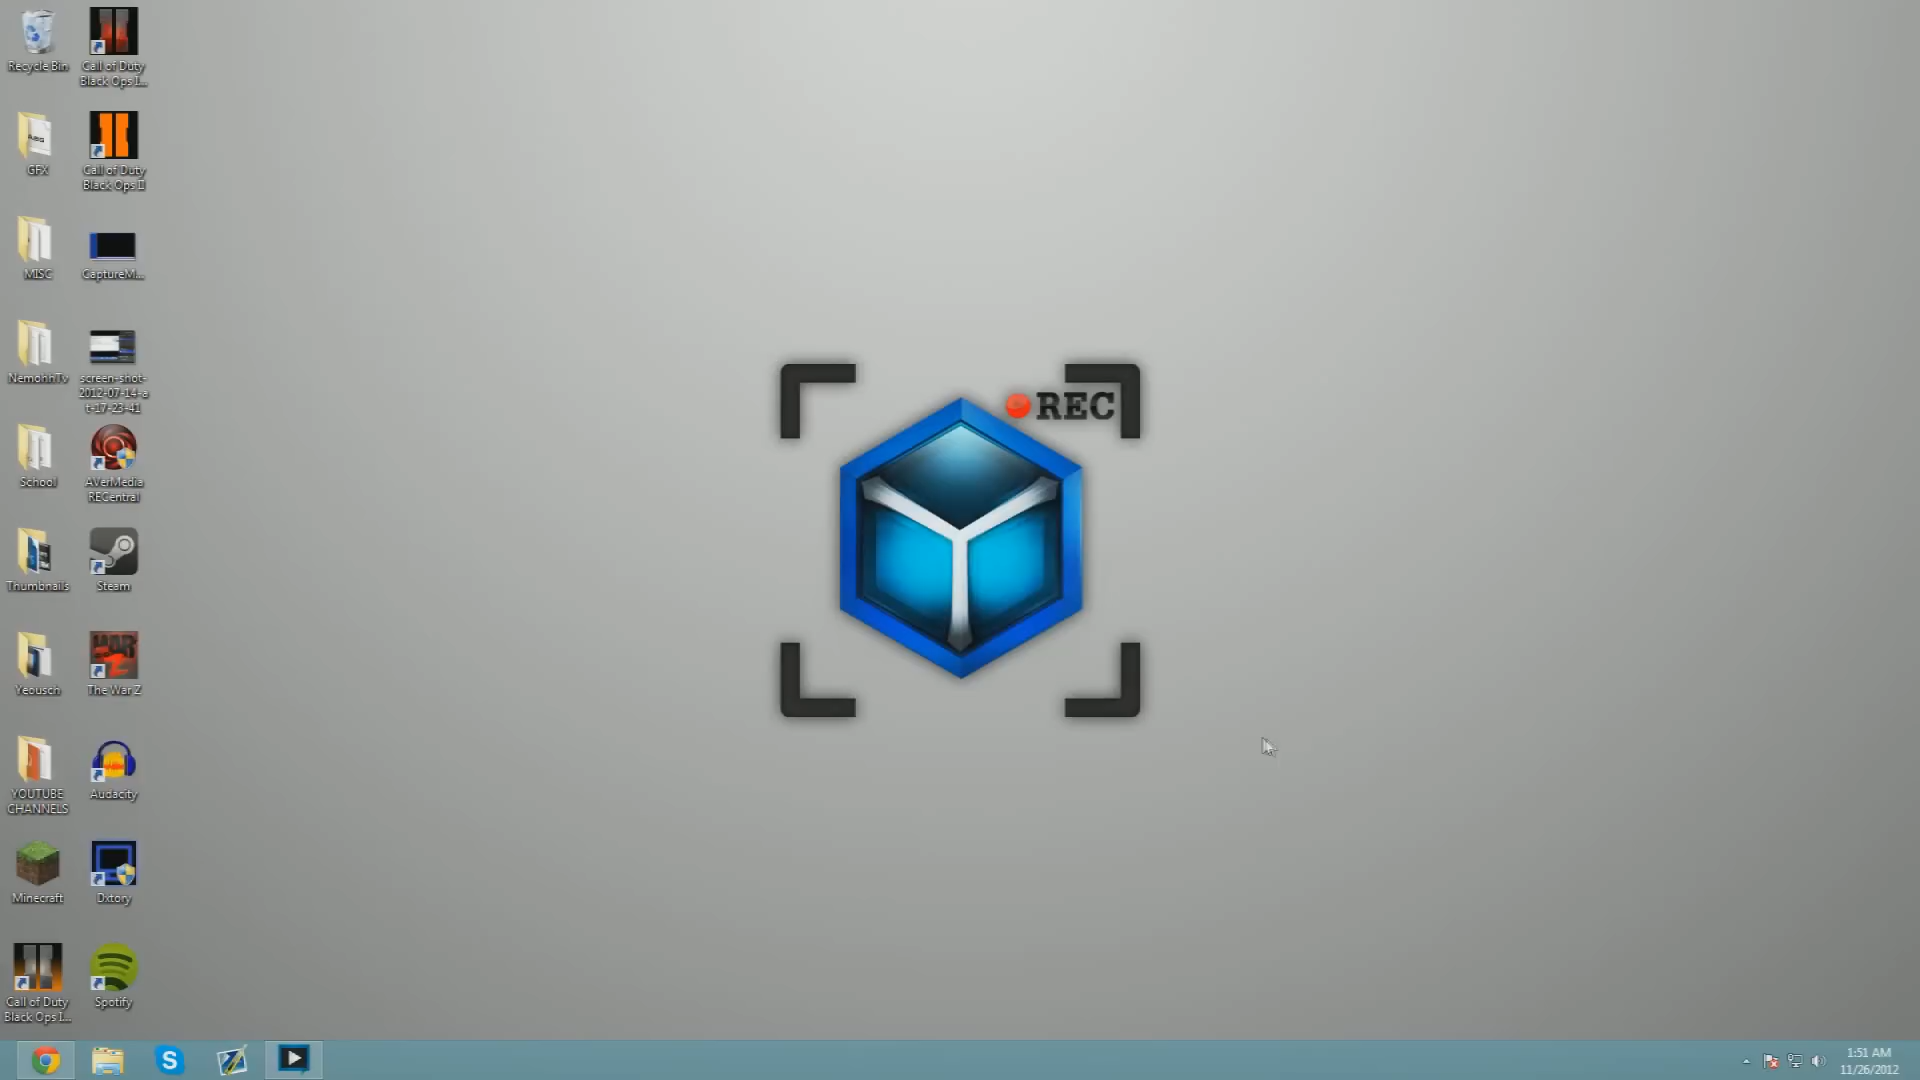 Recycle Bin
Call of Duty
Black Ops I...
GFX
Call of Duty
Black Ops II
MISC
CaptureM...
NemohnTv
screen-shot-
2012-07-14-a
t-17-23-41
School
AVerMedia
RECentral
Thumbnails
Steam
Yeousch
The War Z
YOUTUBE
CHANNELS
Audacity
Minecraft
Dxtory
Call of Duty
Black Ops I...
Spotify
REC
1:51 AM
11/26/2012